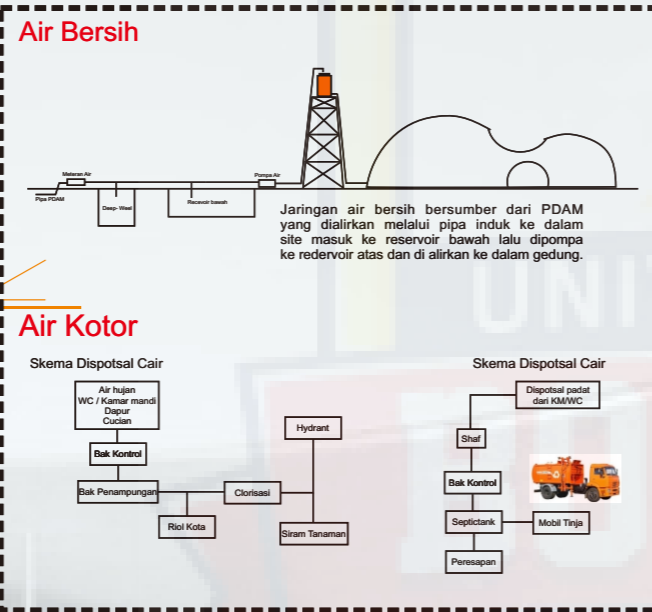 Air Bersih
Meteran Air
Pompa Air
Pipa PDAM
Deep- Weel
Recevoir bawah
Jaringan air bersih bersumber dari PDAM
yang dialirkan melalui pipa induk ke dalam
site masuk ke reservoir bawah lalu dipompa
ke redervoir atas dan di alirkan ke dalam gedung.
UNIT
Air Kotor
Skema Dispotsal Cair
Air hujan
WC / Kamar mandi
Dapur
Cucian
Bak Kontrol
Bak Penampungan
Riol Kota
Clorisasi
Hydrant
Siram Tanaman
Skema Dispotsal Cair
Dispotsal padat
dari KM/WC
Shaf
Bak Kontrol
Septictank
Mobil Tinja
Peresapan